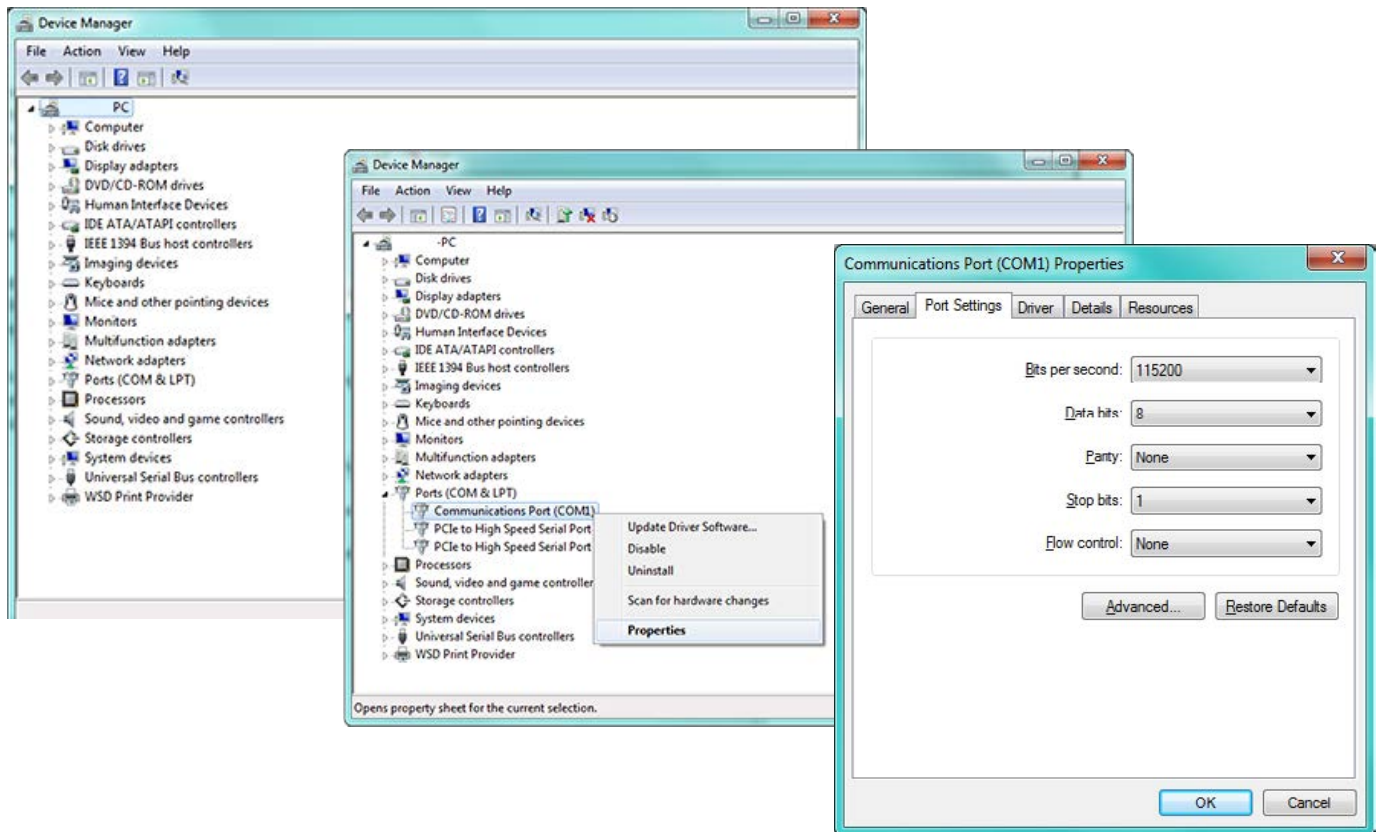 Device Manager
File Action View Help
PC
Computer
Disk drives
Display adapters
DVD/CD-ROM drives
Human Interface Devices
IDE ATA/ATAPI controllers
IEEE 1394 Bus host controllers
Imaging devices
Keyboards
Mice and other pointing devices
Monitors
Multifunction adapters
Network adapters
Ports (COM & LPT)
Processors
Sound, video and game controllers
Storage controllers
System devices
Universal Serial Bus controllers
WSD Print Provider
Device Manager
File Action View Help
-PC
Computer
Disk drives
Display adapters
DVD/CD-ROM drives
Human Interface Devices
IDE ATA/ATAPI controllers
IEEE 1394 Bus host controllers
Imaging devices
Keyboards
Mice and other pointing devices
Monitors
Multifunction adapters
Network adapters
Ports (COM & LPT)
Communications Port (COM1)
PCIe to High Speed Serial Port
PCIe to High Speed Serial Port
Processors
Sound, video and game controller
Storage controllers
System devices
Universal Serial Bus controllers
WSD Print Provider
Opens property sheet for the current selection.
Update Driver Software...
Disable
Uninstall
Scan for hardware changes
Properties
Communications Port (COM1) Properties
General Port Settings Driver Details Resources
Bits per second: 115200
Data bits: 8
Parity: None
Stop bits: 1
Flow control: None
Advanced... Restore Defaults
OK Cancel